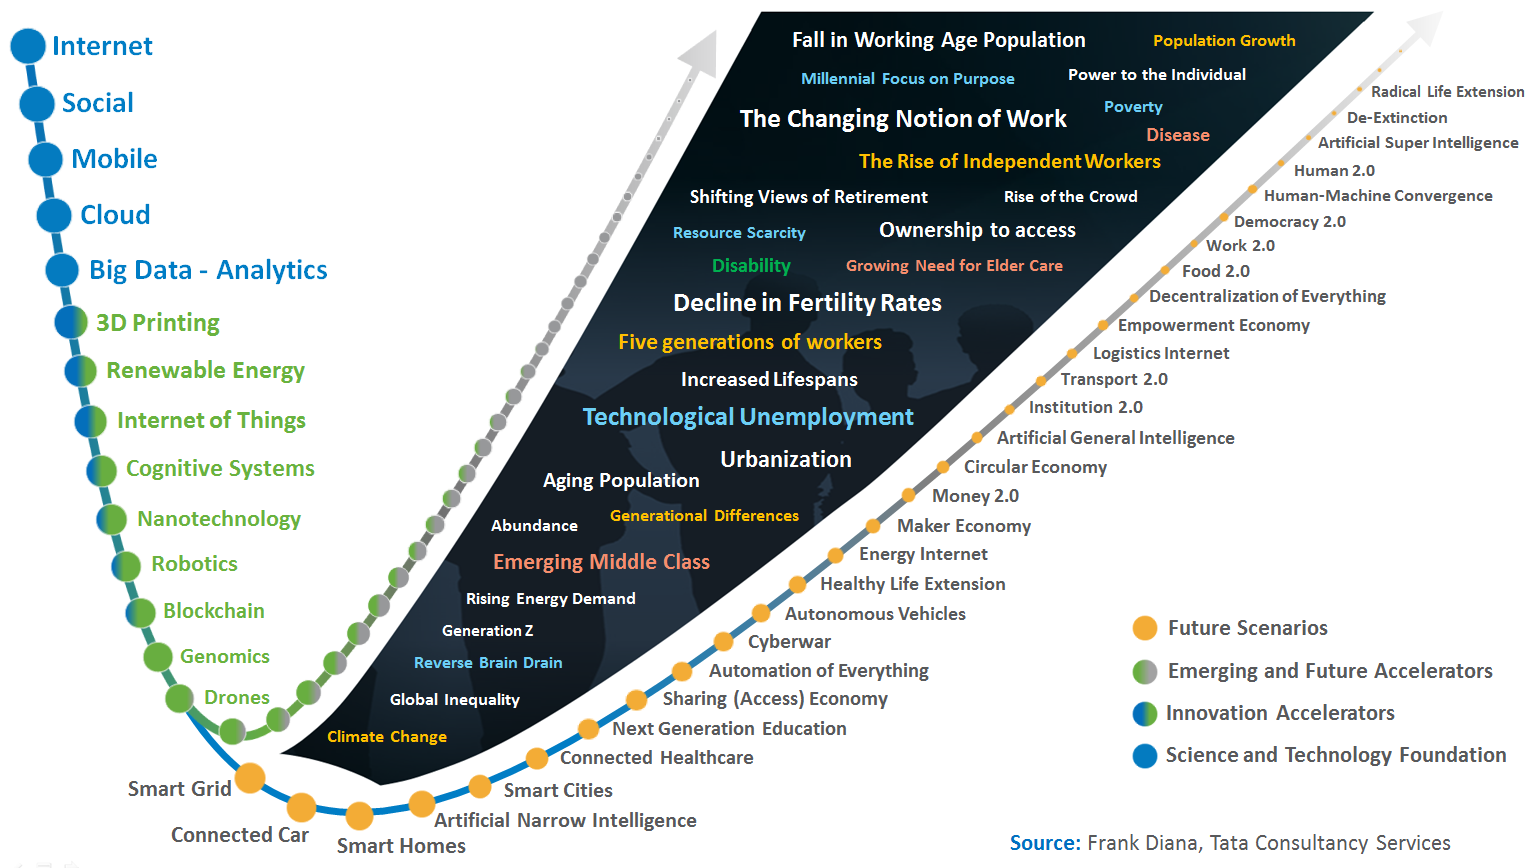 Internet
Social
Mobile
Cloud
Big Data - Analytics
3D Printing
Renewable Energy
Internet of Things
Cognitive Systems
Nanotechnology
Robotics
Blockchain
Genomics
Drones
Smart Grid
Connected Car
Smart Homes
Artificial Narrow Intelligence
Smart Cities
Connected Healthcare
Next Generation Education
Sharing (Access) Economy
Automation of Everything
Cyberwar
Autonomous Vehicles
Healthy Life Extension
Energy Internet
Maker Economy
Money 2.0
Circular Economy
Artificial General Intelligence
Institution 2.0
Transport 2.0
Logistics Internet
Empowerment Economy
Decentralization of Everything
Food 2.0
Work 2.0
Democracy 2.0
Human-Machine Convergence
Human 2.0
Artificial Super Intelligence
De-Extinction
Radical Life Extension
Fall in Working Age Population
Population Growth
Millennial Focus on Purpose
Power to the Individual
Poverty
The Changing Notion of Work
Disease
The Rise of Independent Workers
Shifting Views of Retirement
Rise of the Crowd
Resource Scarcity
Ownership to access
Disability
Growing Need for Elder Care
Decline in Fertility Rates
Five generations of workers
Increased Lifespans
Technological Unemployment
Urbanization
Aging Population
Abundance
Generational Differences
Emerging Middle Class
Rising Energy Demand
Generation Z
Reverse Brain Drain
Global Inequality
Climate Change
Future Scenarios
Emerging and Future Accelerators
Innovation Accelerators
Science and Technology Foundation
Source: Frank Diana, Tata Consultancy Services